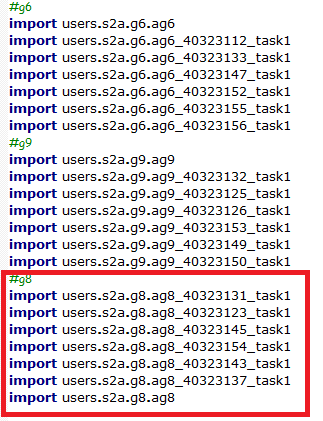 #g6
import users.s2a.g6.ag6
import users.s2a.g6.ag6_40323112_task1
import users.s2a.g6.ag6_40323133_task1
import users.s2a.g6.ag6_40323147_task1
import users.s2a.g6.ag6_40323152_task1
import users.s2a.g6.ag6_40323155_task1
import users.s2a.g6.ag6_40323156_task1
#g9
import users.s2a.g9.ag9
import users.s2a.g9.ag9_40323132_task1
import users.s2a.g9.ag9_40323125_task1
import users.s2a.g9.ag9_40323126_task1
import users.s2a.g9.ag9_40323153_task1
import users.s2a.g9.ag9_40323149_task1
import users.s2a.g9.ag9_40323150_task1
#g8
import users.s2a.g8.ag8_40323131_task1
import users.s2a.g8.ag8_40323123_task1
import users.s2a.g8.ag8_40323145_task1
import users.s2a.g8.ag8_40323154_task1
import users.s2a.g8.ag8_40323143_task1
import users.s2a.g8.ag8_40323137_task1
import users.s2a.g8.ag8